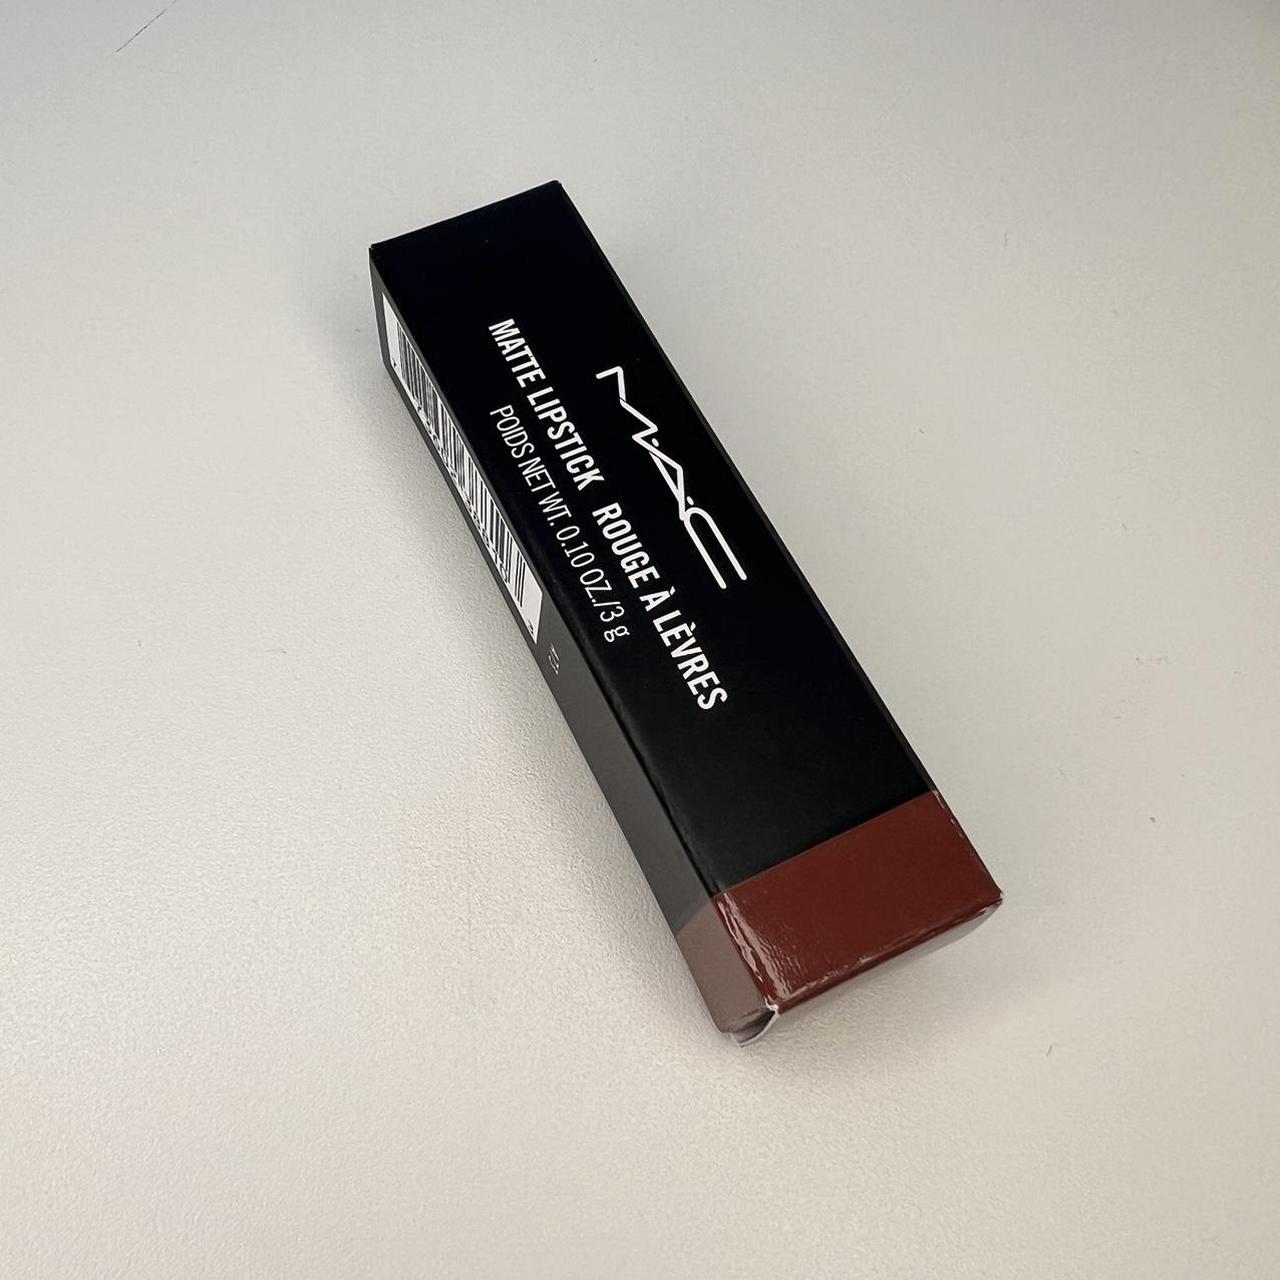 M·A·C
MATTE LIPSTICK ROUGE À LÈVRES
POIDS NET WT. 0.10 OZ./3 g